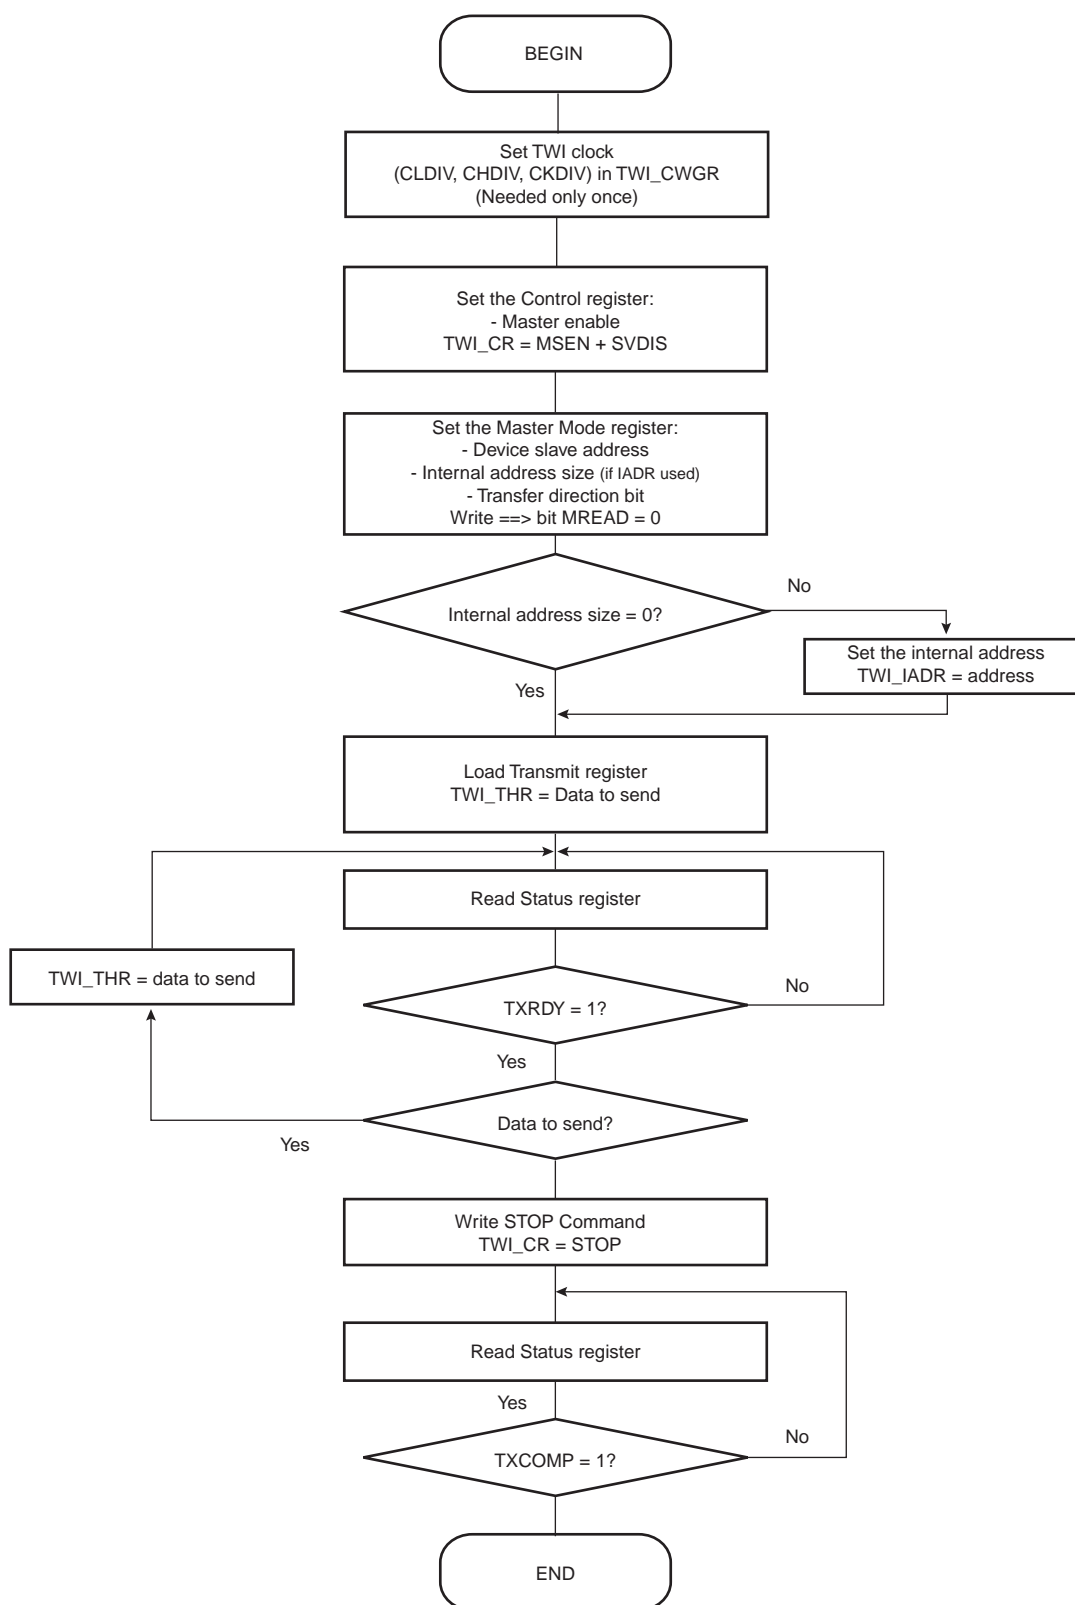 BEGIN
Set TWI clock
(CLDIV, CHDIV, CKDIV) in TWI_CWGR
(Needed only once)
Set the Control register:
- Master enable
TWI_CR = MSEN + SVDIS
Set the Master Mode register:
- Device slave address
- Internal address size (if IADR used)
- Transfer direction bit
Write ==> bit MREAD = 0
No
Internal address size = 0?
Set the internal address
TWI_IADR = address
Yes
Load Transmit register
TWI_THR = Data to send
Read Status register
TWI_THR = data to send
No
TXRDY = 1?
Yes
Data to send?
Yes
Write STOP Command
TWI_CR = STOP
Read Status register
Yes
No
TXCOMP = 1?
END